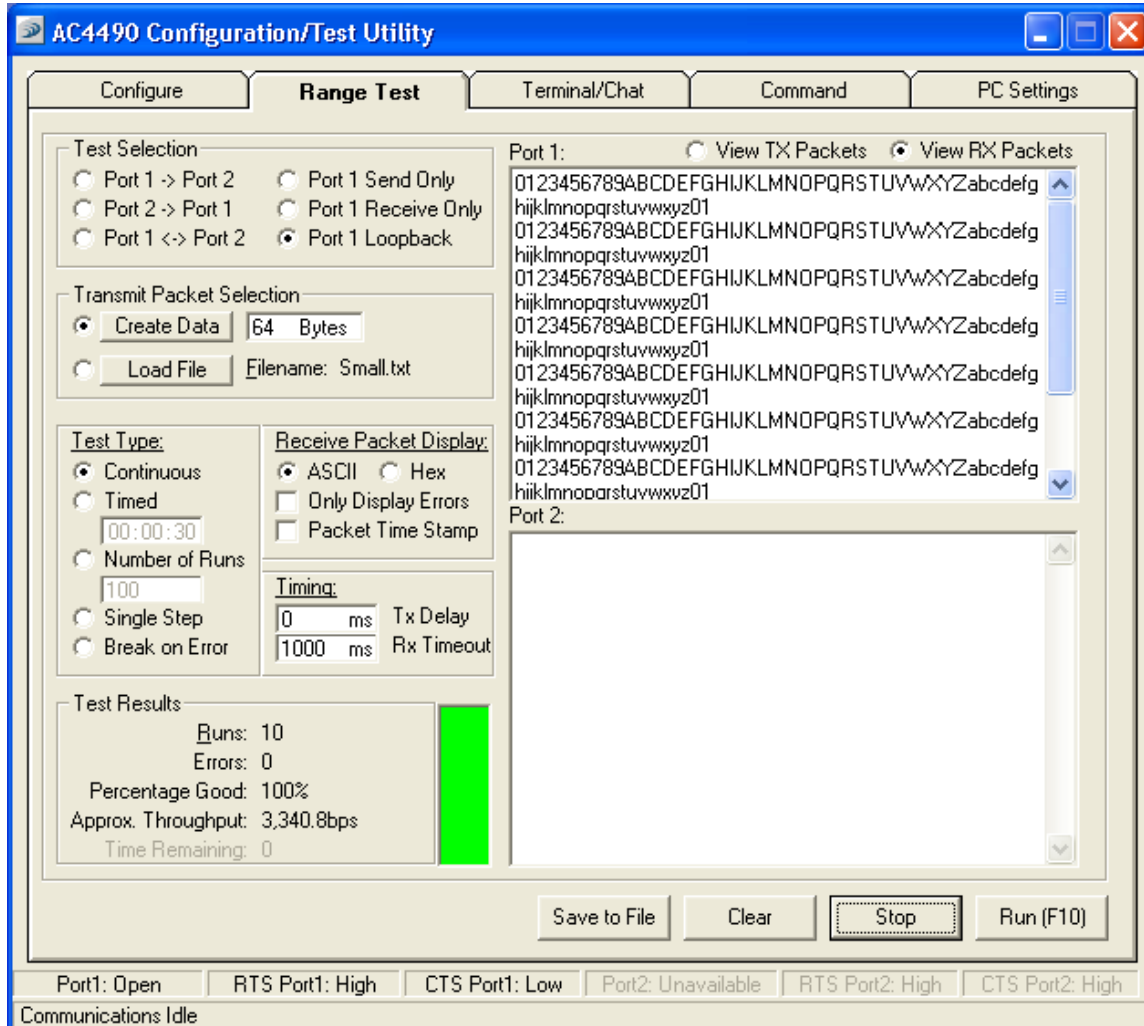 AC4490 Configuration/Test Utility
Configure
Range Test
Terminal/Chat
Command
PC Settings
Test Selection
Port 1 -> Port 2
Port 1 Send Only
Port 2 -> Port 1
Port 1 Receive Only
Port 1 <-> Port 2
Port 1 Loopback
Transmit Packet Selection
Create Data
64 Bytes
Load File
Filename: Small.txt
Test Type:
Continuous
Timed
00:00:30
Number of Runs
100
Single Step
Break on Error
Receive Packet Display:
ASCII
Hex
Only Display Errors
Packet Time Stamp
Timing:
0 ms Tx Delay
1000 ms Rx Timeout
Test Results
Runs: 10
Errors: 0
Percentage Good: 100%
Approx. Throughput: 3,340.8bps
Time Remaining: 0
Port 1:
View TX Packets
View RX Packets
0123456789ABCDEFGHIJKLMNOPQRSTUVWXYZabcdefg
hijklmnopqrstuvwxyz01
0123456789ABCDEFGHIJKLMNOPQRSTUVWXYZabcdefg
hijklmnopqrstuvwxyz01
0123456789ABCDEFGHIJKLMNOPQRSTUVWXYZabcdefg
hijklmnopqrstuvwxyz01
0123456789ABCDEFGHIJKLMNOPQRSTUVWXYZabcdefg
hijklmnopqrstuvwxyz01
0123456789ABCDEFGHIJKLMNOPQRSTUVWXYZabcdefg
hijklmnopqrstuvwxyz01
0123456789ABCDEFGHIJKLMNOPQRSTUVWXYZabcdefg
hijklmnopqrstuvwxyz01
0123456789ABCDEFGHIJKLMNOPQRSTUVWXYZabcdefg
hijklmnopqrstuvwxyz01
Port 2:
Save to File
Clear
Stop
Run (F10)
Port1: Open
RTS Port1: High
CTS Port1: Low
Port2: Unavailable
RTS Port2: High
CTS Port2: High
Communications Idle